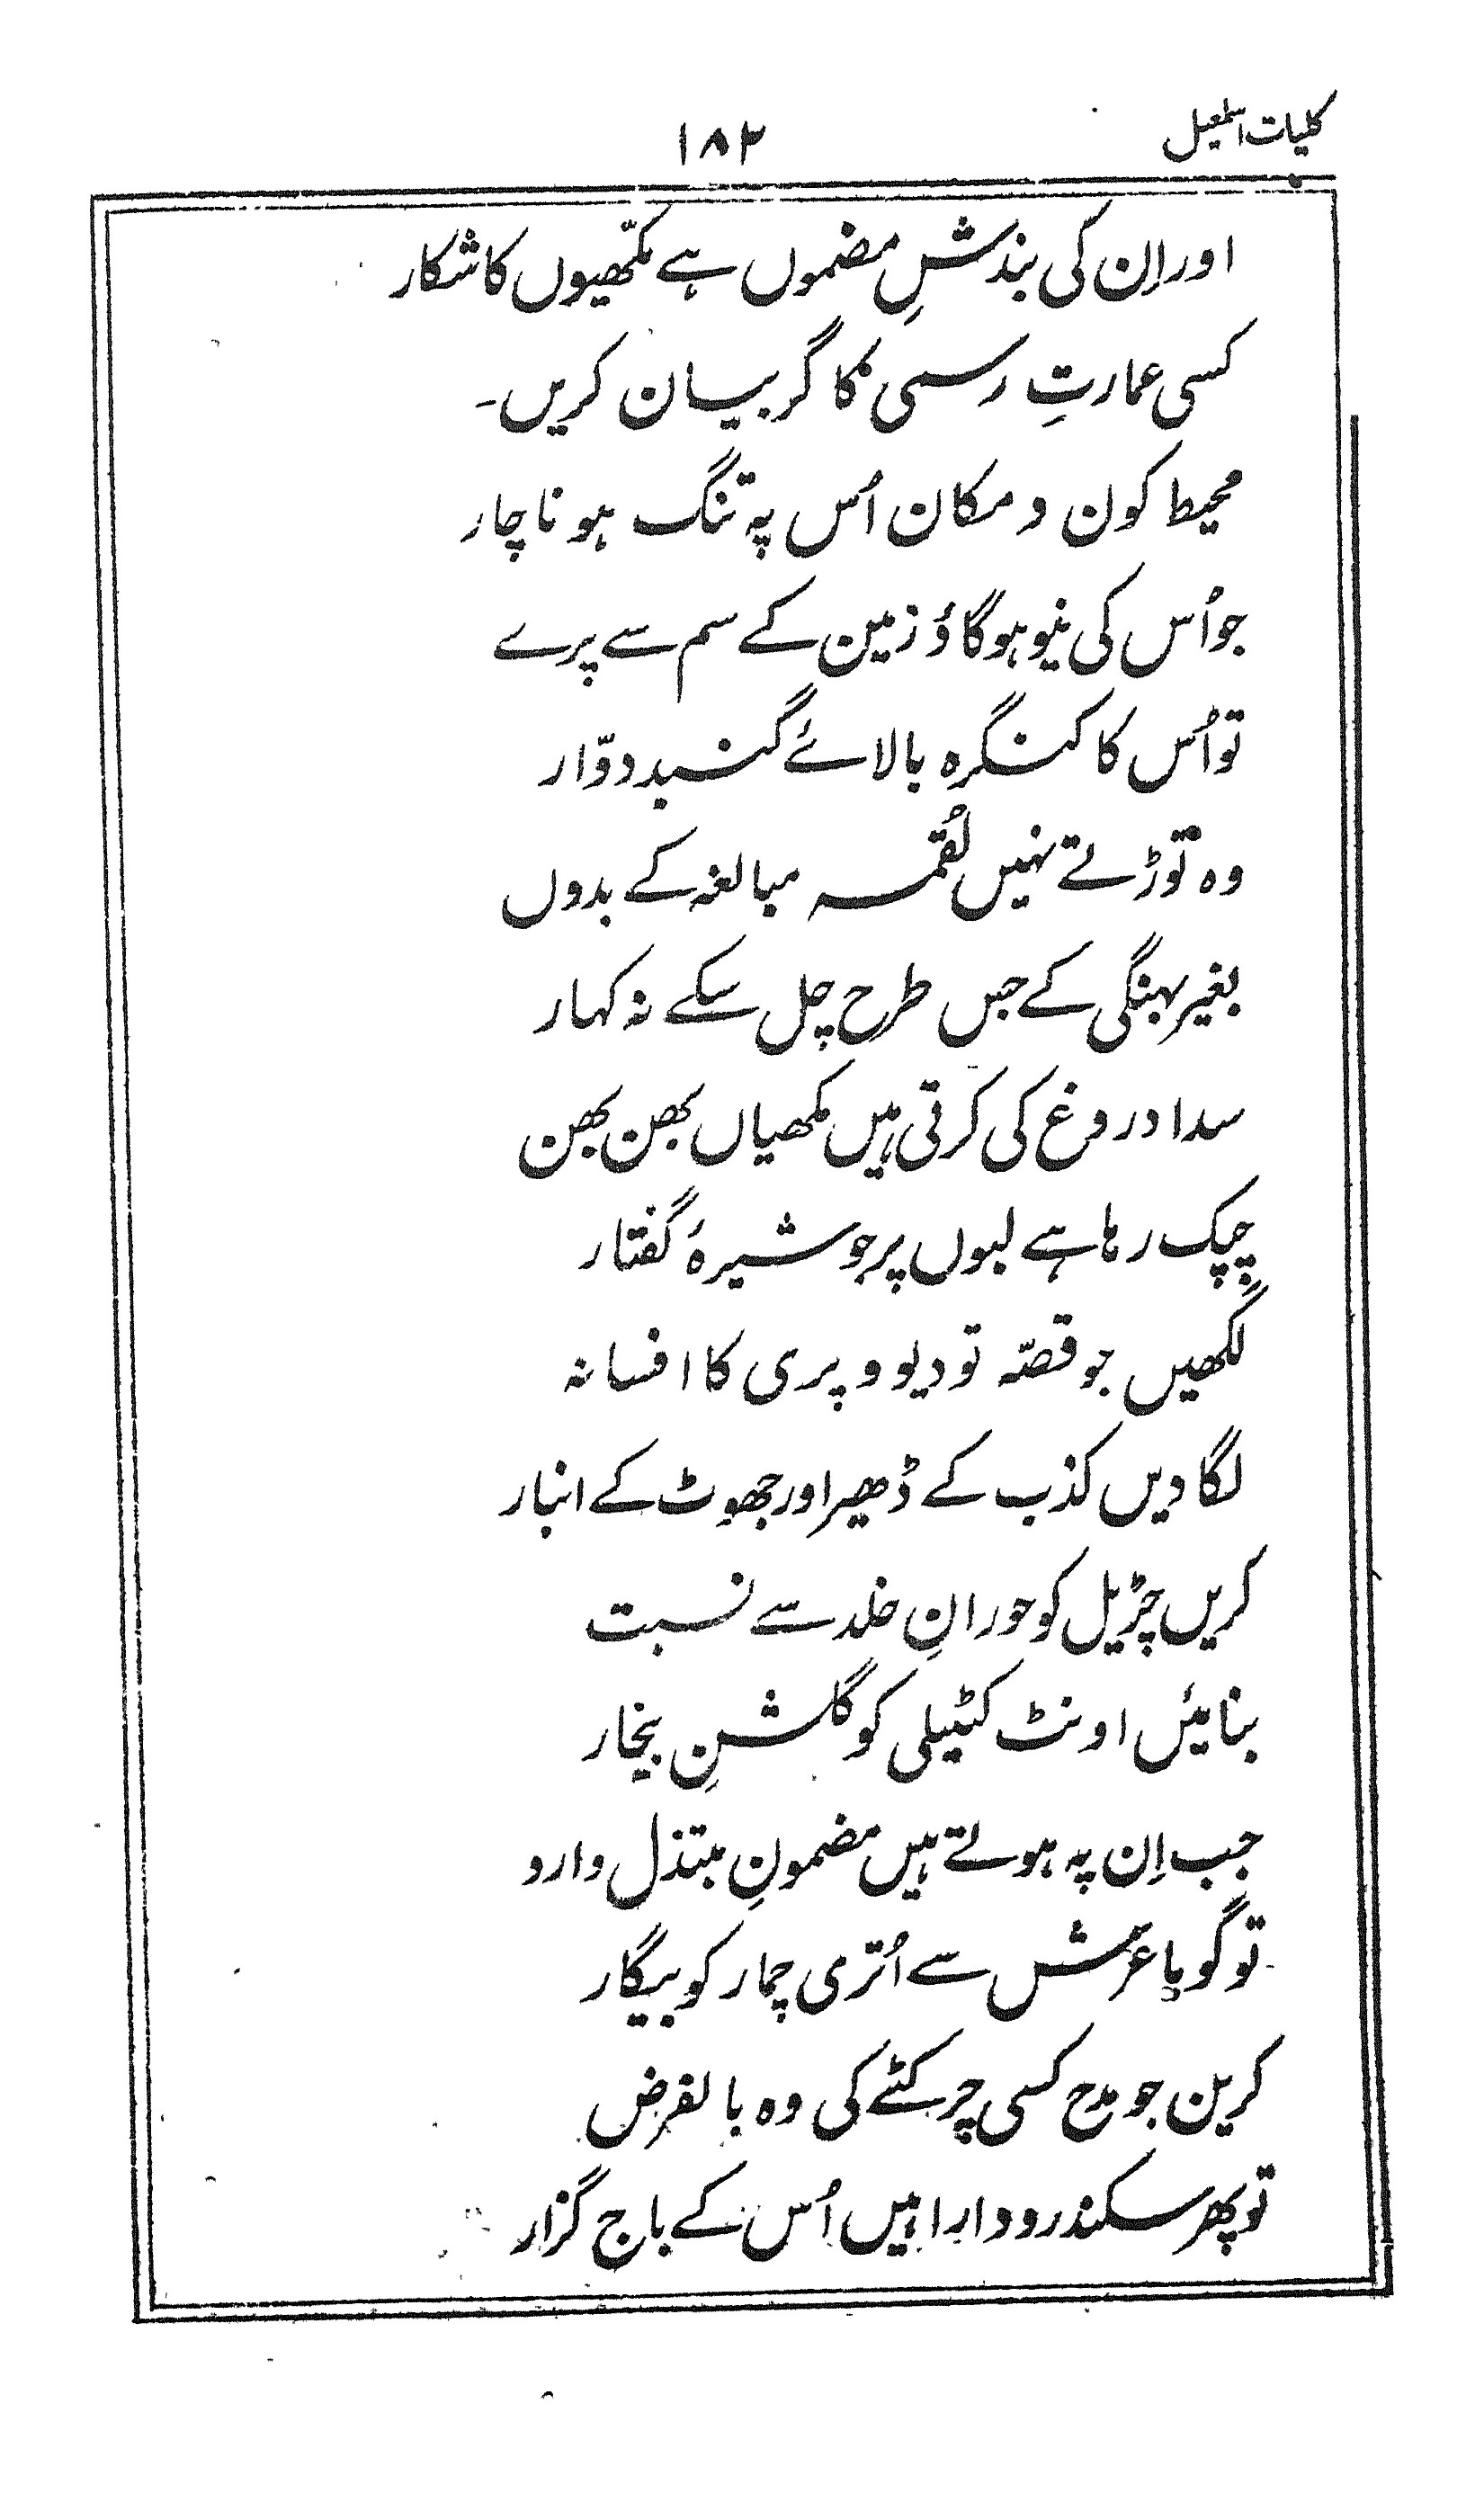 کلیات اسمٰعیل
۱۸۲
اور اِن کی بندشِ مضموں ہے مکّھیوں کا شکار
کسی عمارتِ رسمی کا گر بیان کریں۔
محیط کون و مکان اُس پہ تنگ ہو ناچار
جو اُس کی نیو ہو گاؤ زمین کے سم سے پرے
تو اُس کا کنگرہ بالائے گنبد دوّار
وہ توڑتے نہیں لُقمہ مبالغہ کے بدوں
بغیر بہنگی کے جس طرح چل سکے نہ کہار
سدا دروغ کی کرتی ہیں مکھیاں بھن بھن
چپک رہا ہے لبوں پر جو شیرۂ گفتار
لکھیں جو قصّہ تو دیو و پری کا افسانہ
لگا دیں کذب کے ڈھیر اور جھوٹ کے انبار
کریں چڑیل کو حورانِ خلد سے نسبت
بنائیں اونٹ کٹیلی کو گلشنِ بیخار
جب اِن پہ ہوتے ہیں مضمونِ مبتذل وارد
تو گویا عرش سے اُتری چمار کو بیگار
کرین جو مدح کسی چرکٹے کی وہ بالفرض
تو پھر سکندر و دارا ہیں اُس کے باج گزار